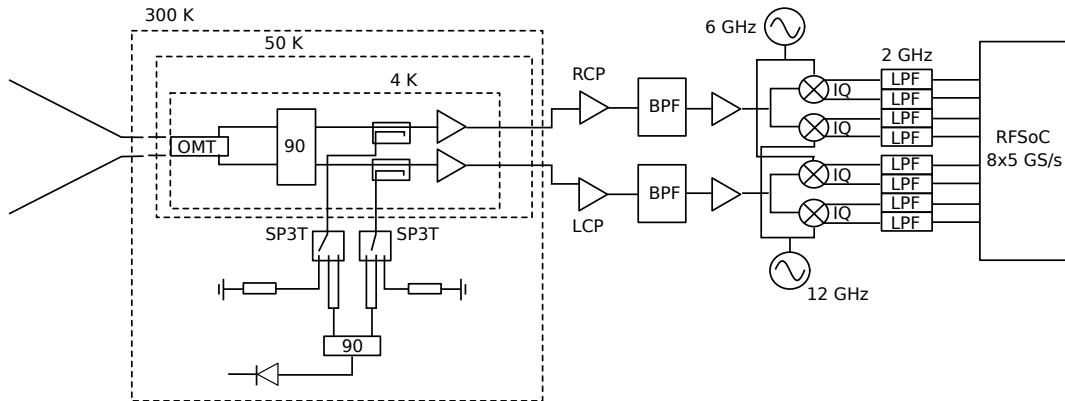 300 K
50 K
4 K
OMT
90
SP3T
SP3T
90
RCP
LCP
BPF
BPF
6 GHz
12 GHz
IQ
IQ
IQ
IQ
2 GHz
LPF
LPF
LPF
LPF
LPF
LPF
LPF
LPF
RFSoC
8x5 GS/s